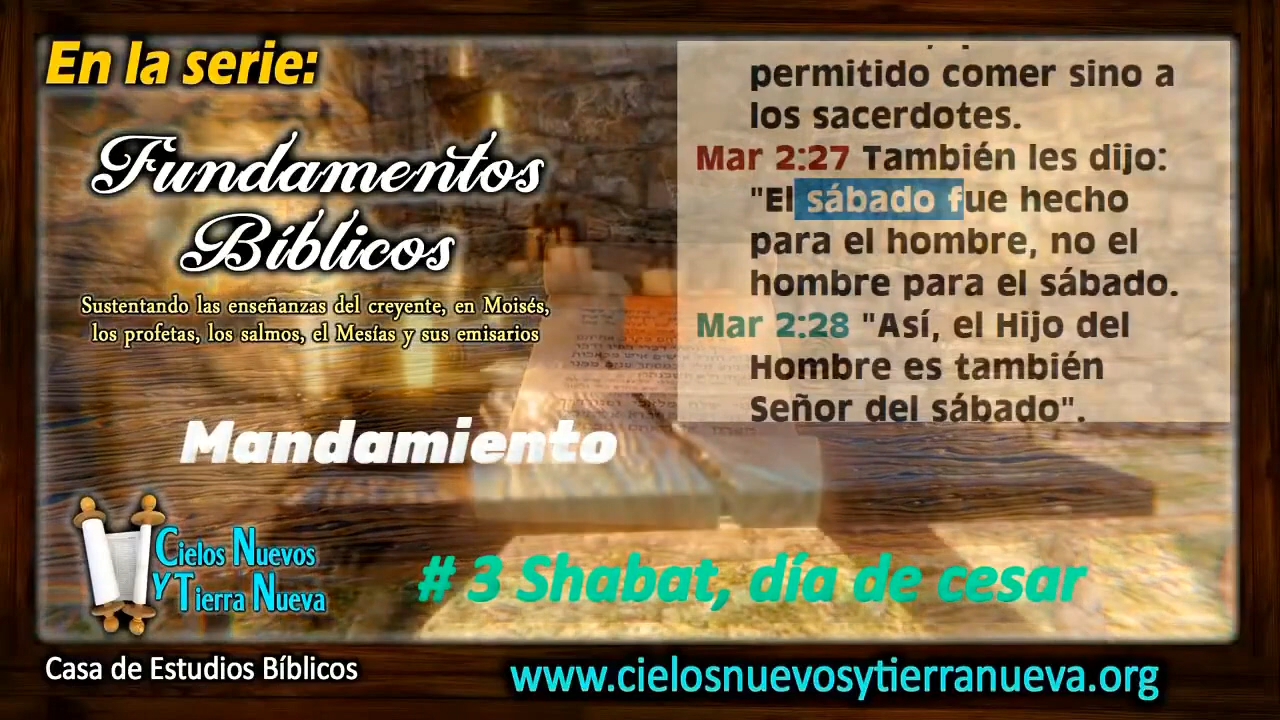 En la serie:
Fundamentos
Bíblicos
Sustentando las enseñanzas del creyente, en Moisés,
los profetas, los salmos, el Mesías y sus emisarios
Mandamiento
permitido comer sino a
los sacerdotes.
Mar 2:27 También les dijo:
"El sábado fue hecho
para el hombre, no el
hombre para el sábado.
Mar 2:28 "Así, el Hijo del
Hombre es también
Señor del sábado".
Cielos Nuevos
Y Tierra Nueva
# 3 Shabat, día de cesar
Casa de Estudios Bíblicos
www.cielosnuevosytierranueva.org